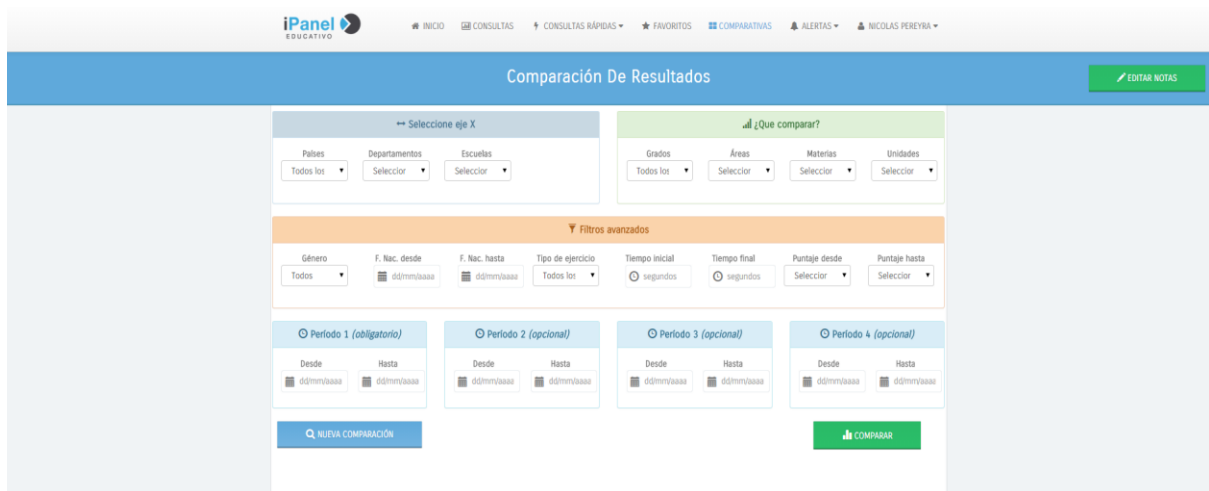 iPanel
EDUCATIVO
INICIO CONSULTAS CONSULTAS RÁPIDAS FAVORITOS COMPARATIVAS ALERTAS NICOLAS PEREYRA
Comparación De Resultados
EDITAR NOTAS
Seleccione eje X
Países Departamentos Escuelas
Todos los Seleccior Seleccior
¿Que comparar?
Grados Áreas Materias Unidades
Todos los Seleccior Seleccior Seleccior
Filtros avanzados
Género F. Nac. desde F. Nac. hasta Tipo de ejercicio Tiempo inicial Tiempo final Puntaje desde Puntaje hasta
Todos dd/mm/aaaa dd/mm/aaaa Todos los segundos segundos Seleccior Seleccior
Período 1 (obligatorio)
Desde Hasta
dd/mm/aaaa dd/mm/aaaa
Período 2 (opcional)
Desde Hasta
dd/mm/aaaa dd/mm/aaaa
Período 3 (opcional)
Desde Hasta
dd/mm/aaaa dd/mm/aaaa
Período 4 (opcional)
Desde Hasta
dd/mm/aaaa dd/mm/aaaa
NUEVA COMPARACIÓN
COMPARAR